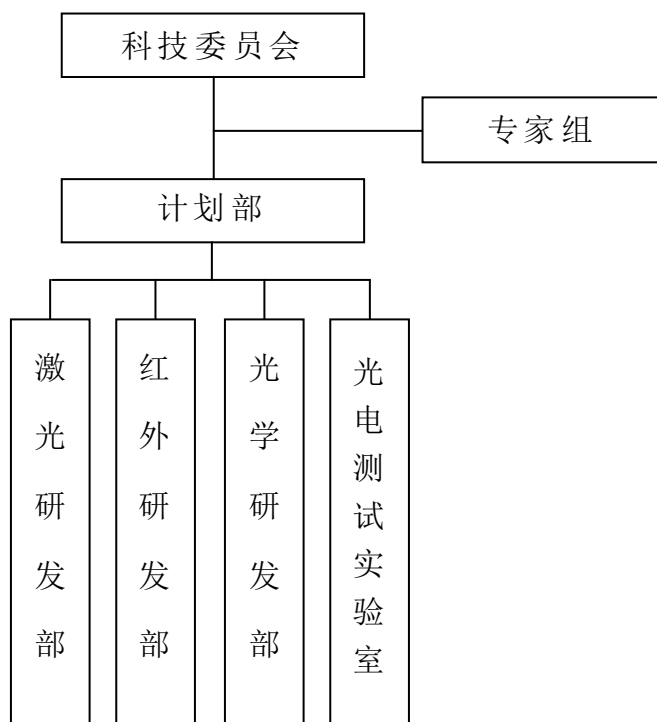 科技委员会
专家组
计划部
激光研发部
红外研发部
光学研发部
光电测试实验室